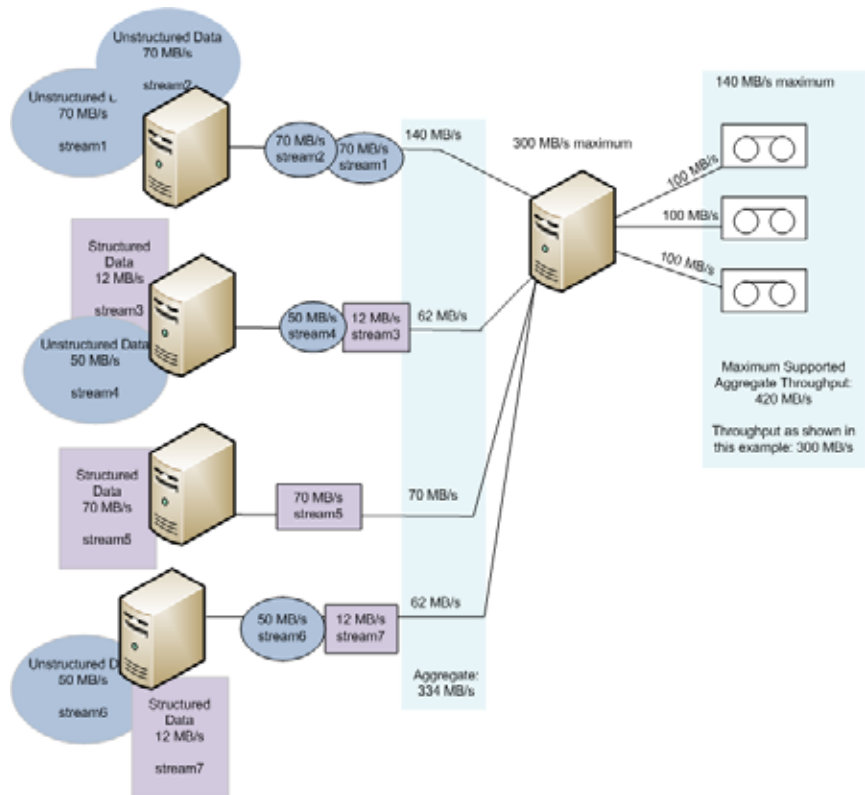 Unstructured Data
70 MB/s
stream2
Unstructured
70 MB/s
stream1
70 MB/s
stream2
70 MB/s
stream1
140 MB/s
300 MB/s maximum
140 MB/s maximum
100 MB/s
100 MB/s
100 MB/s
Structured
Data
12 MB/s
stream3
Unstructured Data
50 MB/s
stream4
50 MB/s
stream4
12 MB/s
stream3
62 MB/s
Maximum Supported
Aggregate Throughput:
420 MB/s
Throughput as shown in
this example: 300 MB/s
Structured
Data
70 MB/s
stream5
70 MB/s
stream5
70 MB/s
Unstructured D
50 MB/s
stream6
Structured
Data
12 MB/s
stream7
50 MB/s
stream6
12 MB/s
stream7
62 MB/s
Aggregate:
334 MB/s